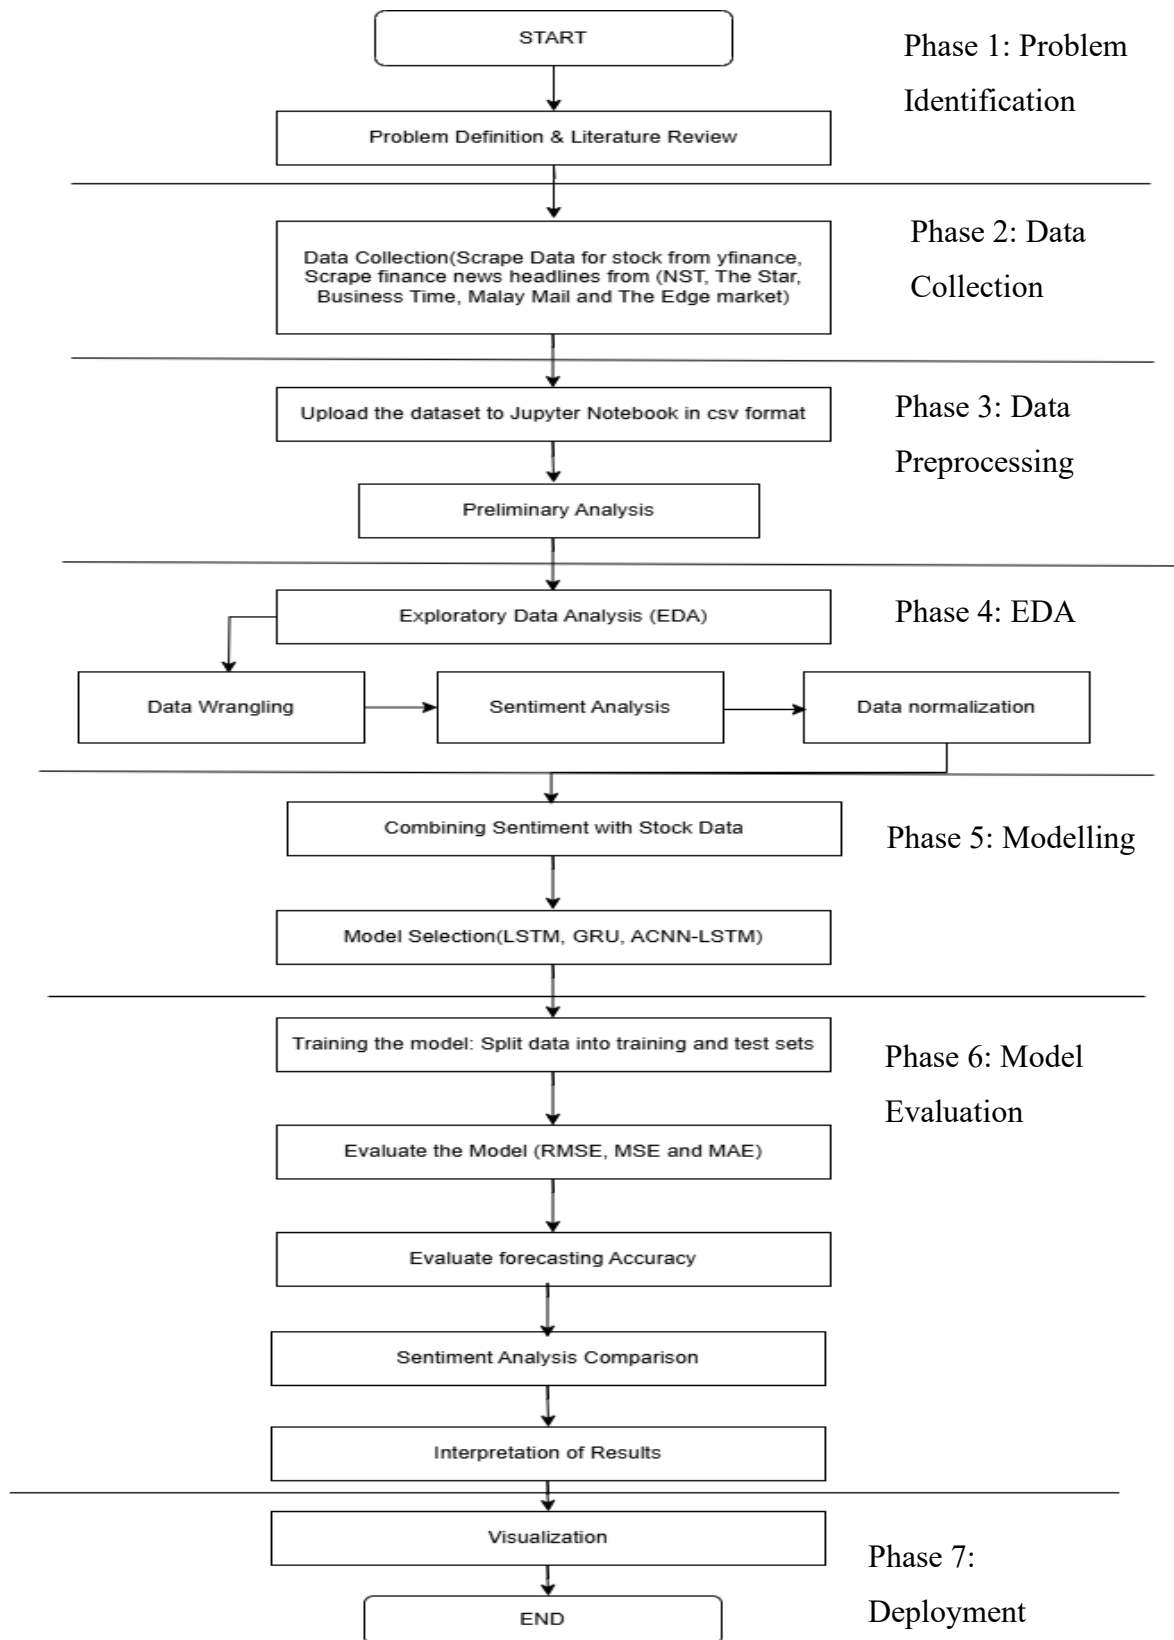 START
Phase 1: Problem
Identification
Problem Definition & Literature Review
Phase 2: Data
Collection
Data Collection(Scrape Data for stock from yfinance,
Scrape finance news headlines from (NST, The Star,
Business Time, Malay Mail and The Edge market)
Phase 3: Data
Preprocessing
Upload the dataset to Jupyter Notebook in csv format
Preliminary Analysis
Exploratory Data Analysis (EDA)
Phase 4: EDA
Data Wrangling
Sentiment Analysis
Data normalization
Combining Sentiment with Stock Data
Phase 5: Modelling
Model Selection(LSTM, GRU, ACNN-LSTM)
Training the model: Split data into training and test sets
Phase 6: Model
Evaluation
Evaluate the Model (RMSE, MSE and MAE)
Evaluate forecasting Accuracy
Sentiment Analysis Comparison
Interpretation of Results
Visualization
Phase 7:
Deployment
END